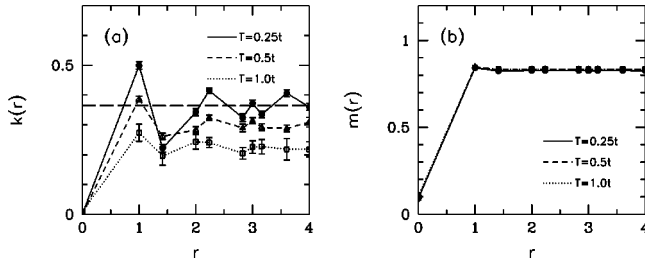 (a)
T=0.25t
T=0.5t
T=1.0t
k(r)
0.5
0
0 1 2 3 4
r
(b)
T=0.25t
T=0.5t
T=1.0t
m(r)
1
0.5
0
0 1 2 3 4
r